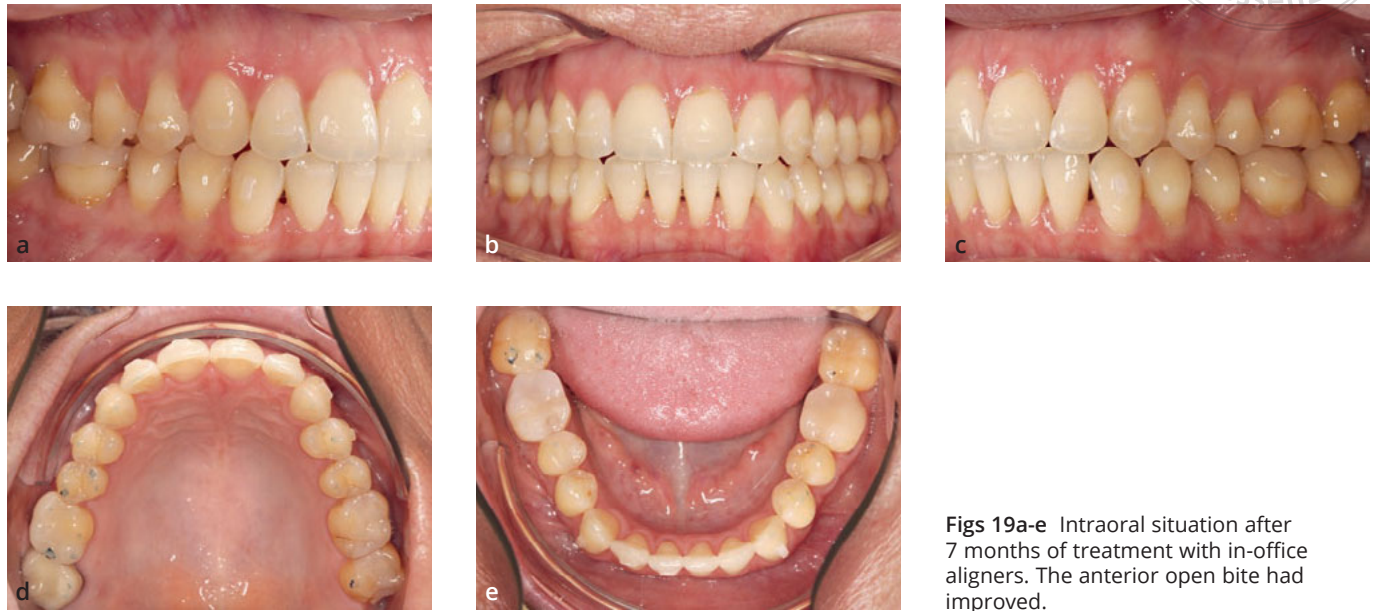 a
b
c
d
e
Figs 19a-e Intraoral situation after
7 months of treatment with in-office
aligners. The anterior open bite had
improved.